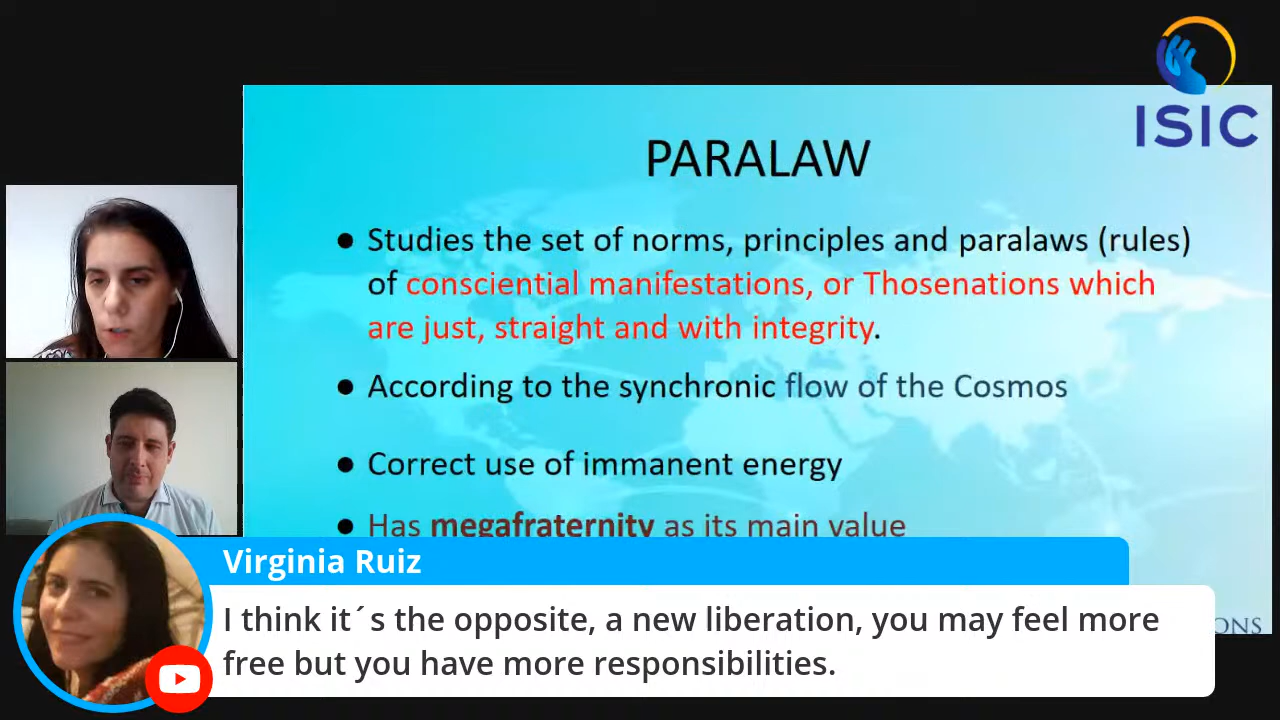 ISIC
PARALAW
● Studies the set of norms, principles and paralaws (rules)
of consciential manifestations, or Thosenations which
are just, straight and with integrity.
● According to the synchronic flow of the Cosmos
● Correct use of immanent energy
● Has megafraternity as its main value
Virginia Ruiz
I think it´s the opposite, a new liberation, you may feel more
free but you have more responsibilities.